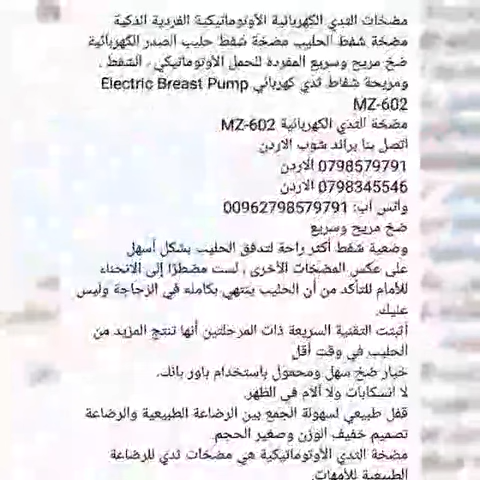 مضخات الثدي الكهربائية الأوتوماتيكية الفردية الذكية
مضخة شفط الحليب مضخة شفط حليب الصدر الكهربائية
ضخ مريح وسريع المفردة للحمل الأوتوماتيكي ، الشفط .
ومريحة شفاط ثدي كهربائي Electric Breast Pump
MZ-602
مضخة الثدي الكهربائية MZ-602
اتصل بنا برائد شوب الاردن
0798579791 الاردن
0798345546 الاردن
واتس اب: 00962798579791
ضخ مريح وسريع
وضعية شفط أكثر راحة لتدفق الحليب بشكل أسهل
على عكس المضخات الأخرى ، لست مضطرًا إلى الانحناء
للأمام للتأكد من أن الحليب ينتهي بكامله في الزجاجة وليس
عليك.
أثبتت التقنية السريعة ذات المرحلتين أنها تنتج المزيد من
الحليب في وقت أقل
خيار ضخ سهل ومحمول باستخدام باور بانك.
لا انسكابات ولا آلام في الظهر.
قفل طبيعي لسهولة الجمع بين الرضاعة الطبيعية والرضاعة
تصميم خفيف الوزن وصغير الحجم.
مضخة الثدي الأوتوماتيكية هي مضخات ثدي للرضاعة
الطبيعية للأمهات.